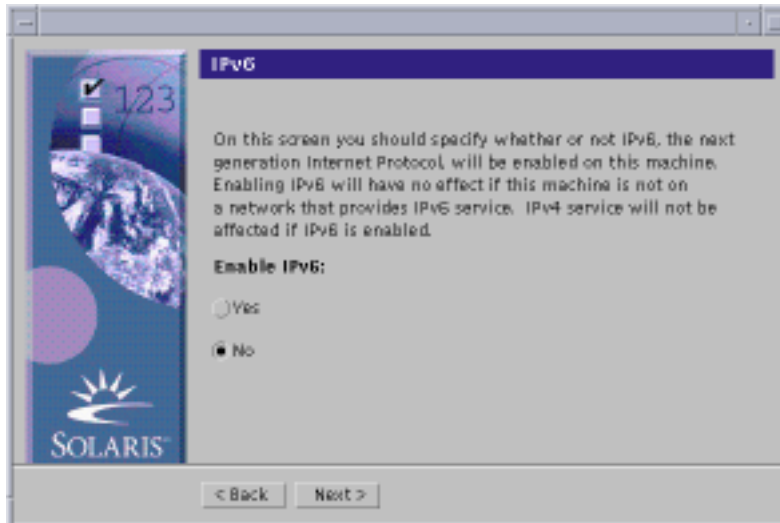 IPv6
123
On this screen you should specify whether or not IPv6, the next
generation Internet Protocol, will be enabled on this machine.
Enabling IPv6 will have no effect if this machine is not on
a network that provides IPv6 service.  IPv4 service will not be
affected if IPv6 is enabled.
Enable IPv6:
Yes
No
SOLARIS™
< Back
Next >